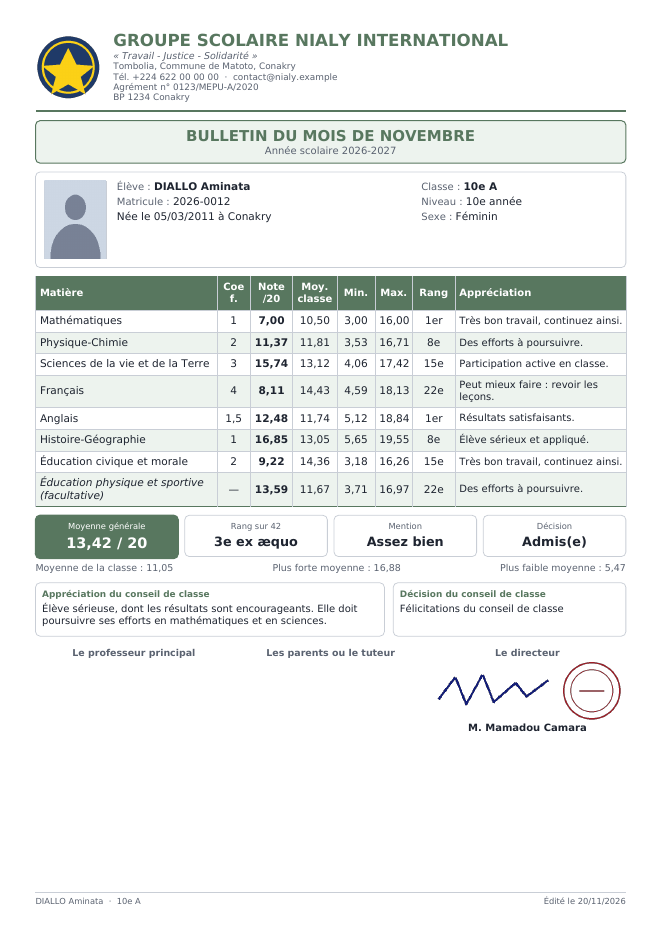 GROUPE SCOLAIRE NIALY INTERNATIONAL
« Travail - Justice - Solidarité »
Tombolia, Commune de Matoto, Conakry
Tél. +224 622 00 00 00 · contact@nialy.example
Agrément n° 0123/MEPU-A/2020
BP 1234 Conakry
BULLETIN DU MOIS DE NOVEMBRE
Année scolaire 2026-2027
Élève : DIALLO Aminata Classe : 10e A
Matricule : 2026-0012 Niveau : 10e année
Née le 05/03/2011 à Conakry Sexe : Féminin
Matière Coe f. Note /20 Moy. classe Min. Max. Rang Appréciation
Mathématiques 1 7,00 10,50 3,00 16,00 1er Très bon travail, continuez ainsi.
Physique-Chimie 2 11,37 11,81 3,53 16,71 8e Des efforts à poursuivre.
Sciences de la vie et de la Terre 3 15,74 13,12 4,06 17,42 15e Participation active en classe.
Français 4 8,11 14,43 4,59 18,13 22e Peut mieux faire : revoir les leçons.
Anglais 1,5 12,48 11,74 5,12 18,84 1er Résultats satisfaisants.
Histoire-Géographie 1 16,85 13,05 5,65 19,55 8e Élève sérieux et appliqué.
Éducation civique et morale 2 9,22 14,36 3,18 16,26 15e Très bon travail, continuez ainsi.
Éducation physique et sportive (facultative) — 13,59 11,67 3,71 16,97 22e Des efforts à poursuivre.
Moyenne générale Rang sur 42 Mention Décision
13,42 / 20 3e ex æquo Assez bien Admis(e)
Moyenne de la classe : 11,05 Plus forte moyenne : 16,88 Plus faible moyenne : 5,47
Appréciation du conseil de classe
Élève sérieuse, dont les résultats sont encourageants. Elle doit
poursuivre ses efforts en mathématiques et en sciences.
Décision du conseil de classe
Félicitations du conseil de classe
Le professeur principal Les parents ou le tuteur Le directeur
M. Mamadou Camara
DIALLO Aminata · 10e A Édité le 20/11/2026